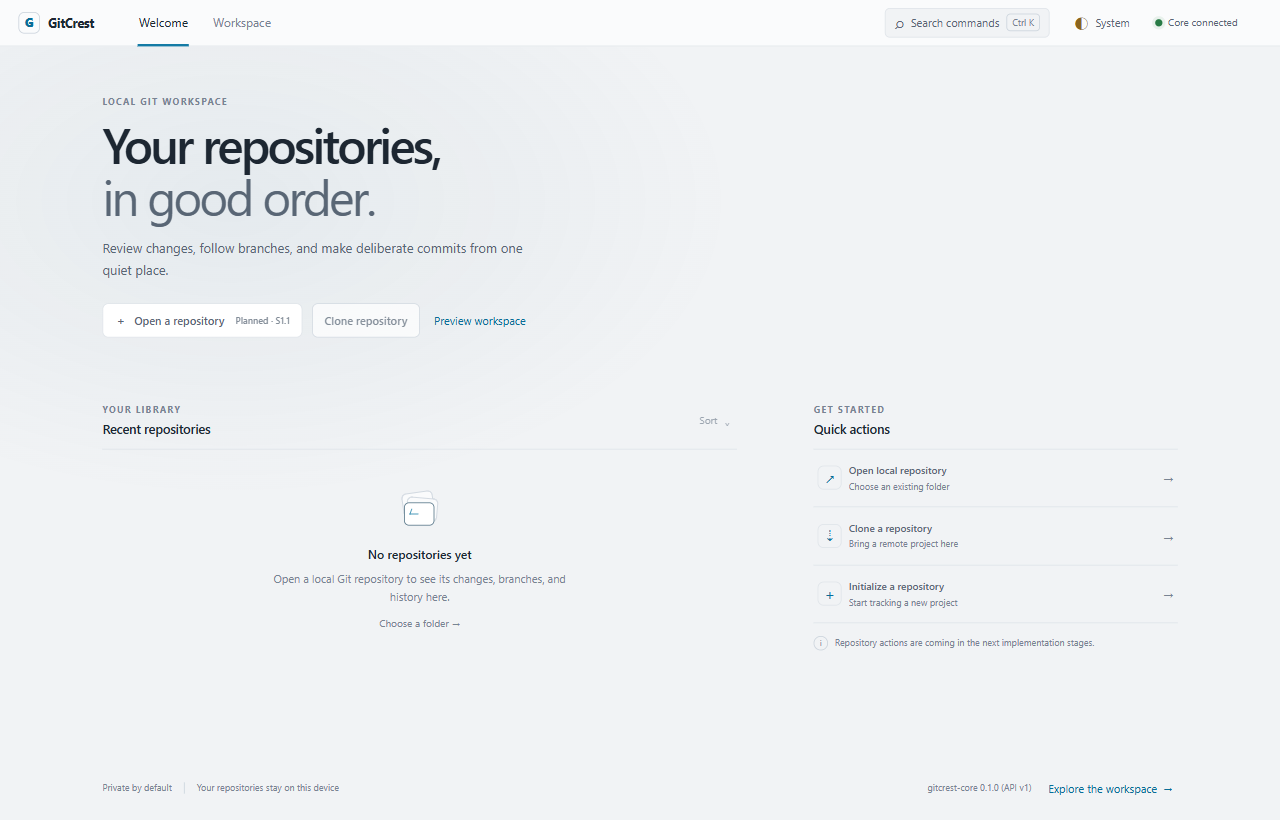 G GitCrest
Welcome
Workspace
Search commands Ctrl K
System
Core connected
LOCAL GIT WORKSPACE
Your repositories,
in good order.
Review changes, follow branches, and make deliberate commits from one
quiet place.
+ Open a repository Planned · S1.1
Clone repository
Preview workspace
YOUR LIBRARY
Recent repositories
Sort
No repositories yet
Open a local Git repository to see its changes, branches, and
history here.
Choose a folder →
GET STARTED
Quick actions
Open local repository
Choose an existing folder
Clone a repository
Bring a remote project here
Initialize a repository
Start tracking a new project
i Repository actions are coming in the next implementation stages.
Private by default
Your repositories stay on this device
gitcrest-core 0.1.0 (API v1)
Explore the workspace →